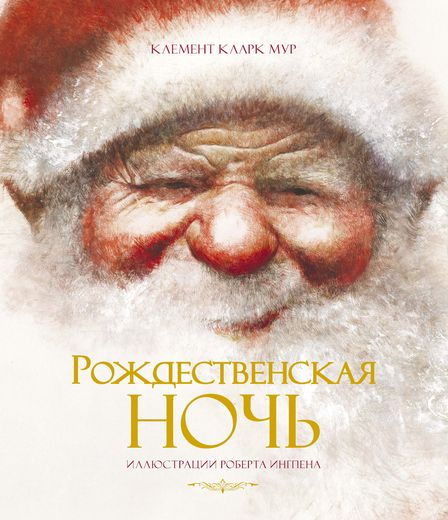 КЛЕМЕНТ КЛАРК МУР
РОЖДЕСТВЕНСКАЯ
НОЧЬ
ИЛЛЮСТРАЦИИ РОБЕРТА ИНГПЕНА